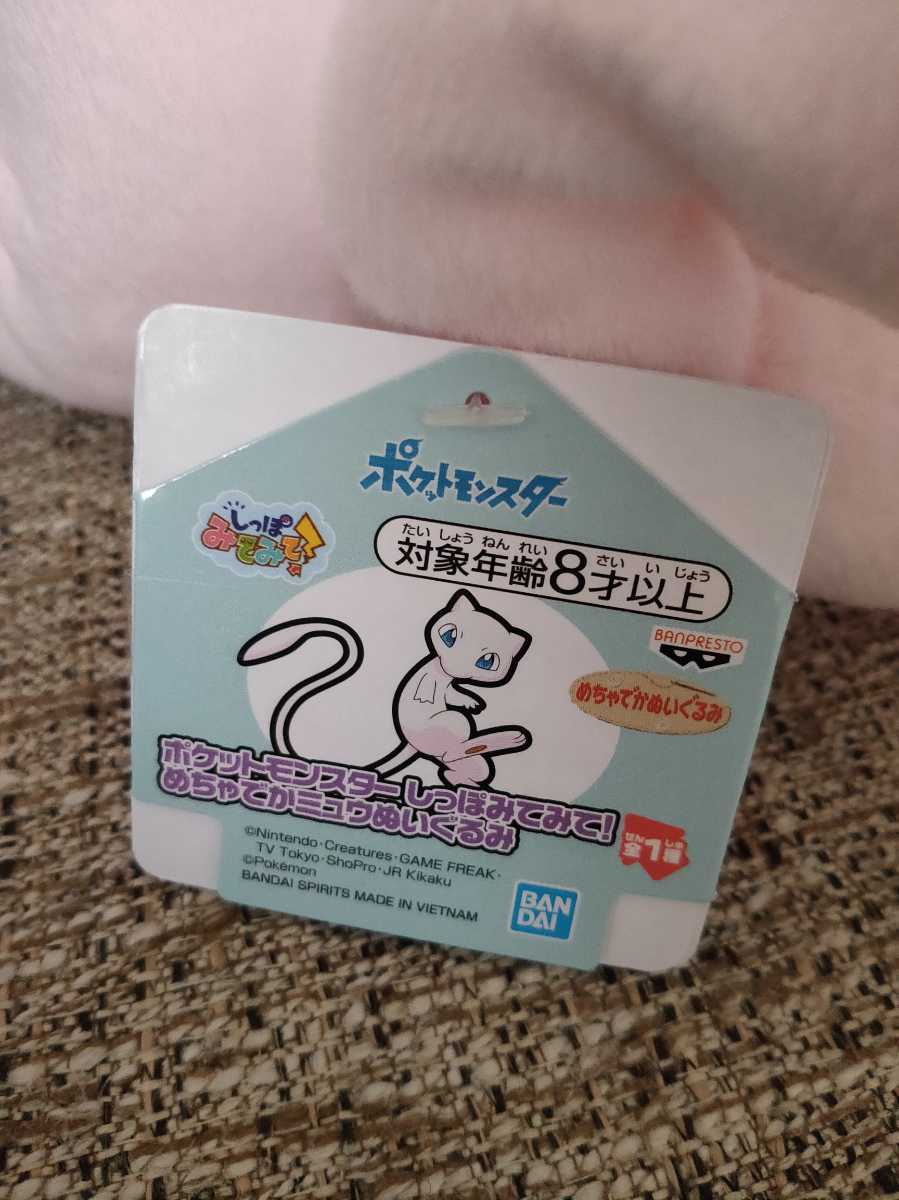 ポケットモンスター
しっぽ
みてみて!
たいしょうねんれい さいいじょう
対象年齢8才以上
BANPRESTO
めちゃでかぬいぐるみ
ポケットモンスター しっぽみてみて!
めちゃでかミュウぬいぐるみ
ぜん しゅ
全1種
©Nintendo・Creatures・GAME FREAK・
TV Tokyo・ShoPro・JR Kikaku
©Pokémon
BANDAI SPIRITS MADE IN VIETNAM
BAN
DAI